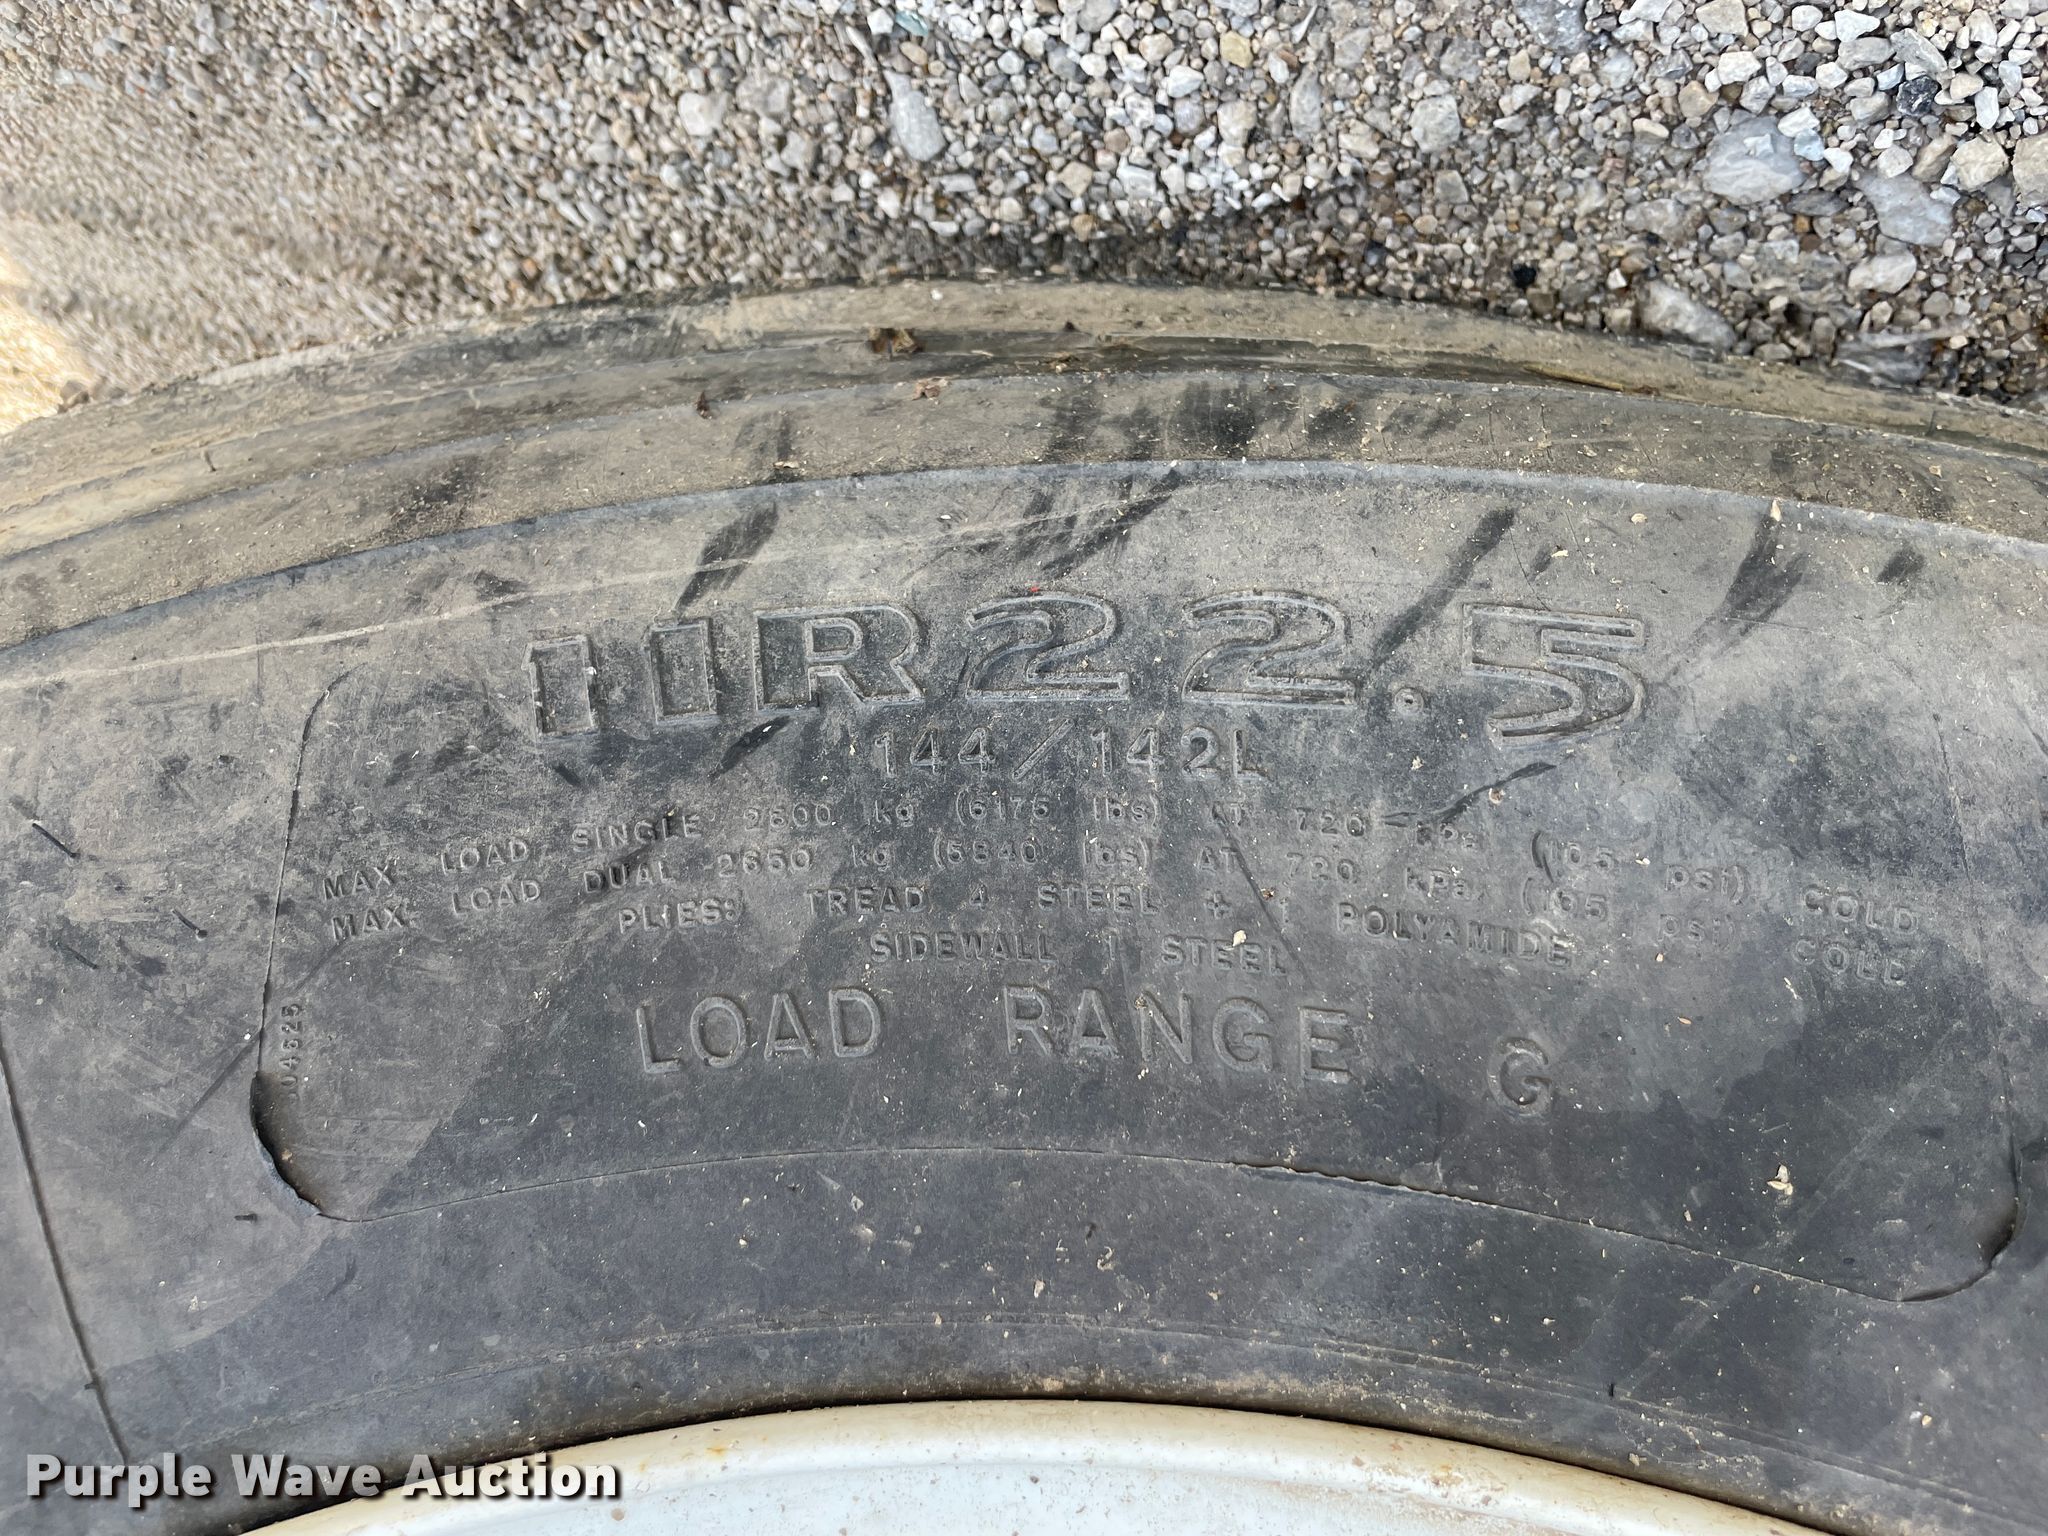 11R22.5
144/142L
MAX. LOAD SINGLE 2800 kg (6175 lbs) AT 720 kPa (105 psi) COLD
MAX. LOAD DUAL 2650 kg (5840 lbs) AT 720 kPa (105 psi) COLD
PLIES: TREAD 4 STEEL + 1 POLYAMIDE
SIDEWALL 1 STEEL
LOAD RANGE G
Purple Wave Auction